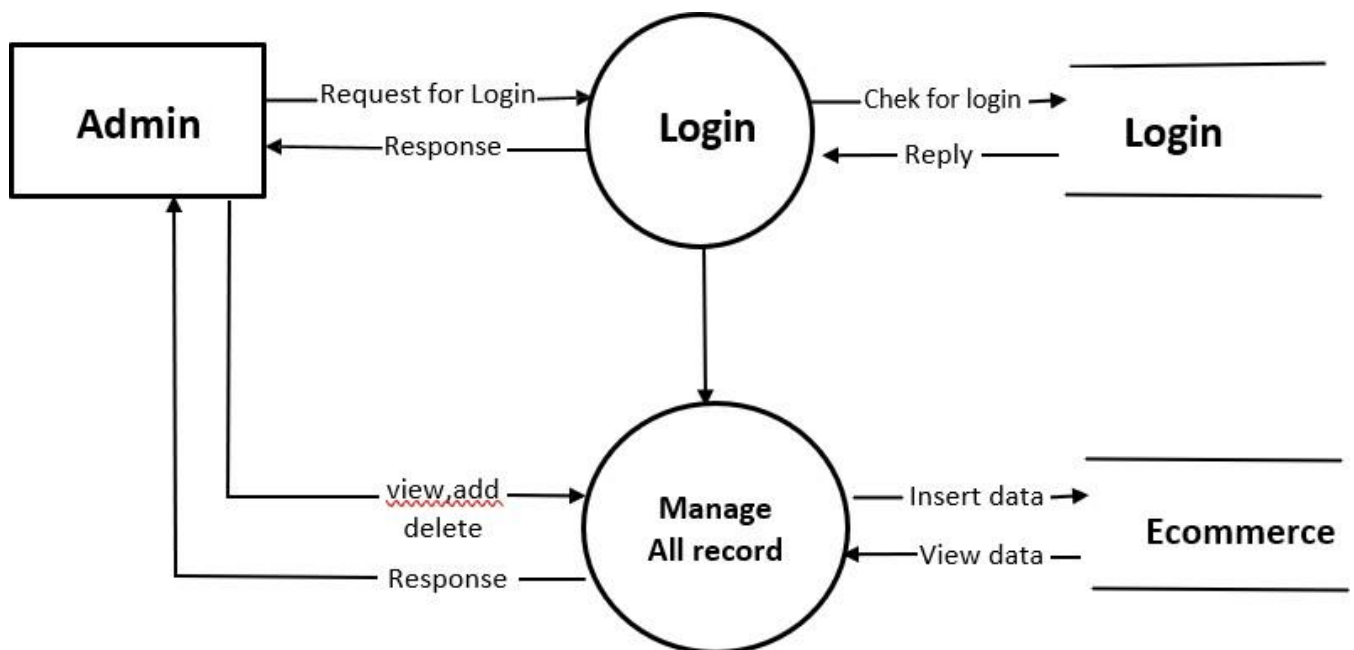 Admin
Request for Login
Response
Login
Chek for login
Reply
Login
view,add
delete
Response
Manage
All record
Insert data
View data
Ecommerce